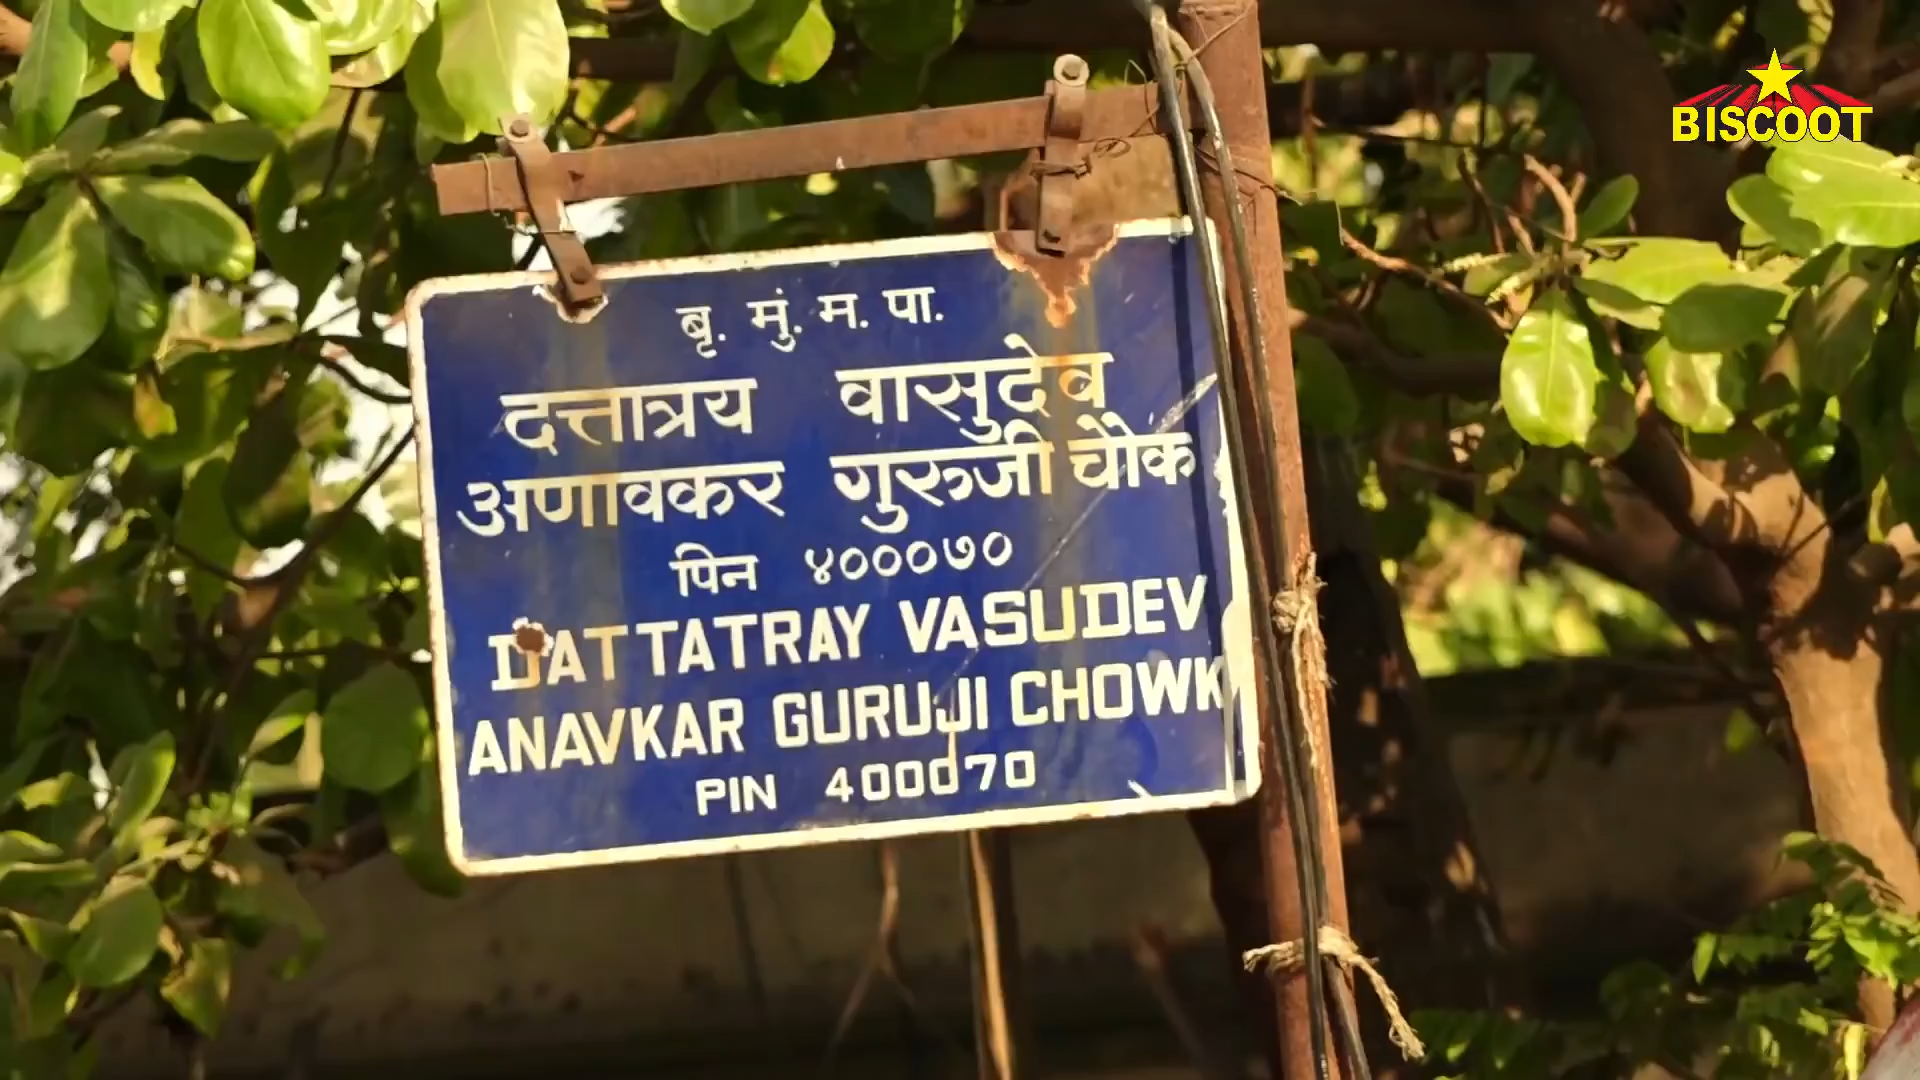 BISCOOT
बृ. मुं. म. पा.
दत्तात्रय वासुदेव
अणावकर गुरुजी चौक
पिन ४०००७०
DATTATRAY VASUDEV
ANAVKAR GURUJI CHOWK
PIN 400070